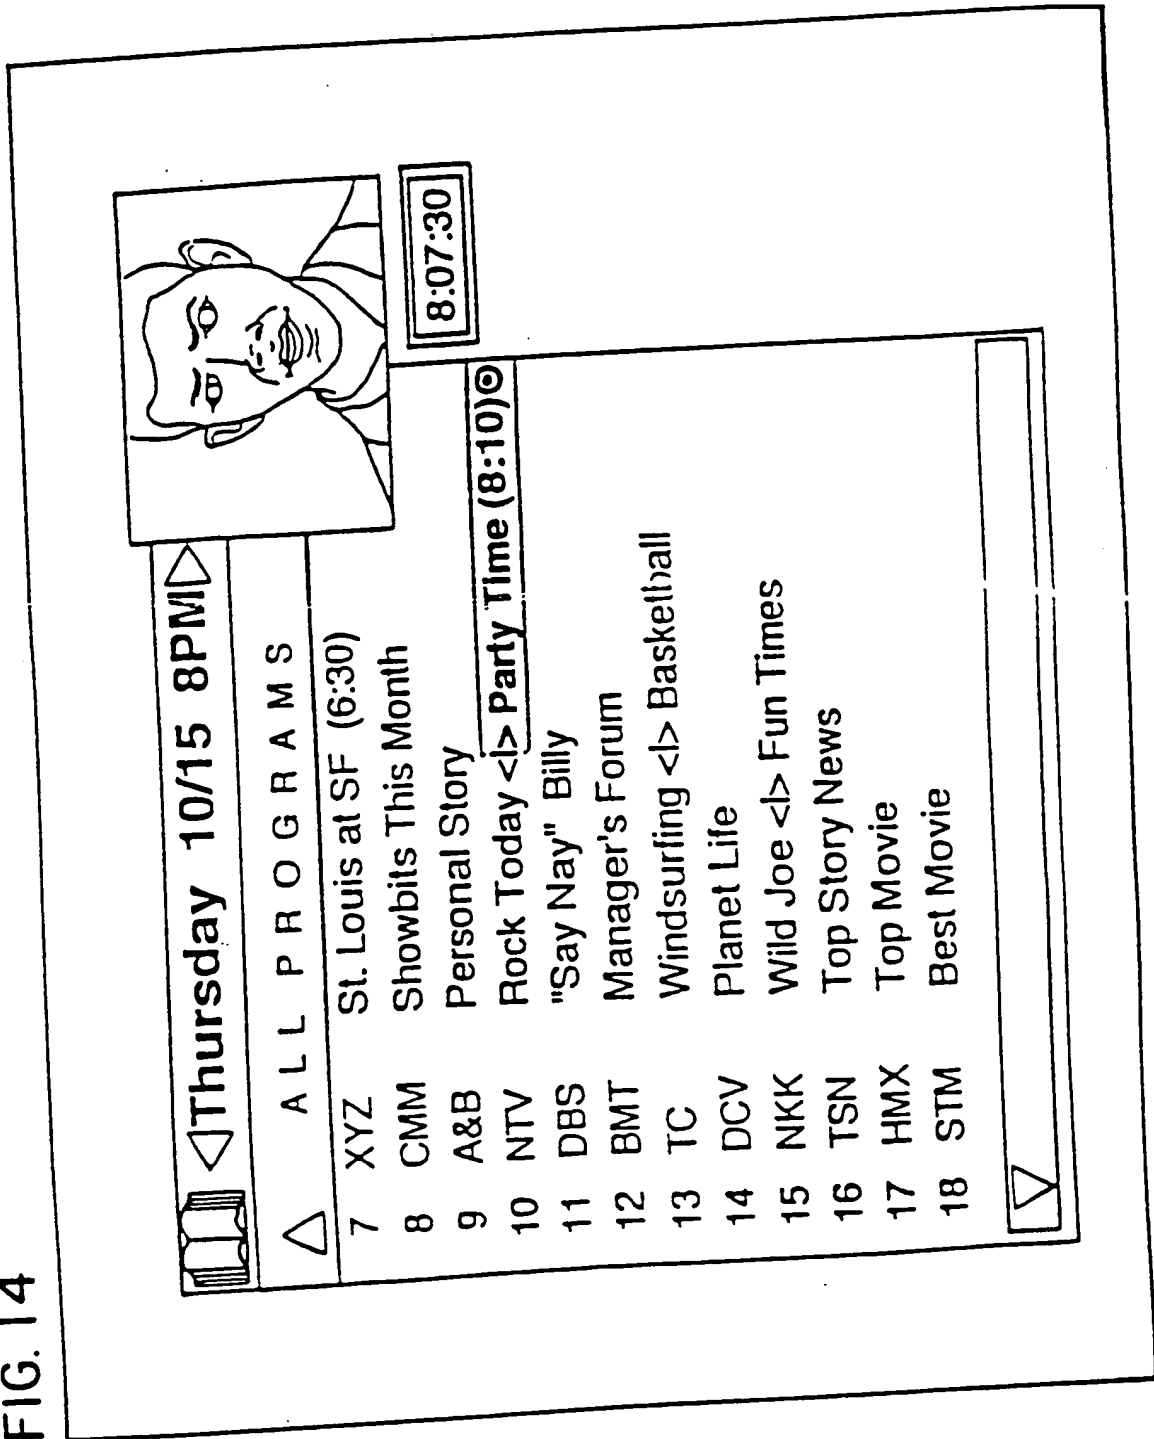 FIG. 14
◁Thursday 10/15 8PM▷
ALL PROGRAMS
8:07:30
7 XYZ St. Louis at SF (6:30)
8 CMM Showbits This Month
9 A&B Personal Story
10 NTV Rock Today <I> Party Time (8:10)
11 DBS "Say Nay" Billy
12 BMT Manager's Forum
13 TC Windsurfing <I> Basketball
14 DCV Planet Life
15 NKK Wild Joe <I> Fun Times
16 TSN Top Story News
17 HMX Top Movie
18 STM Best Movie